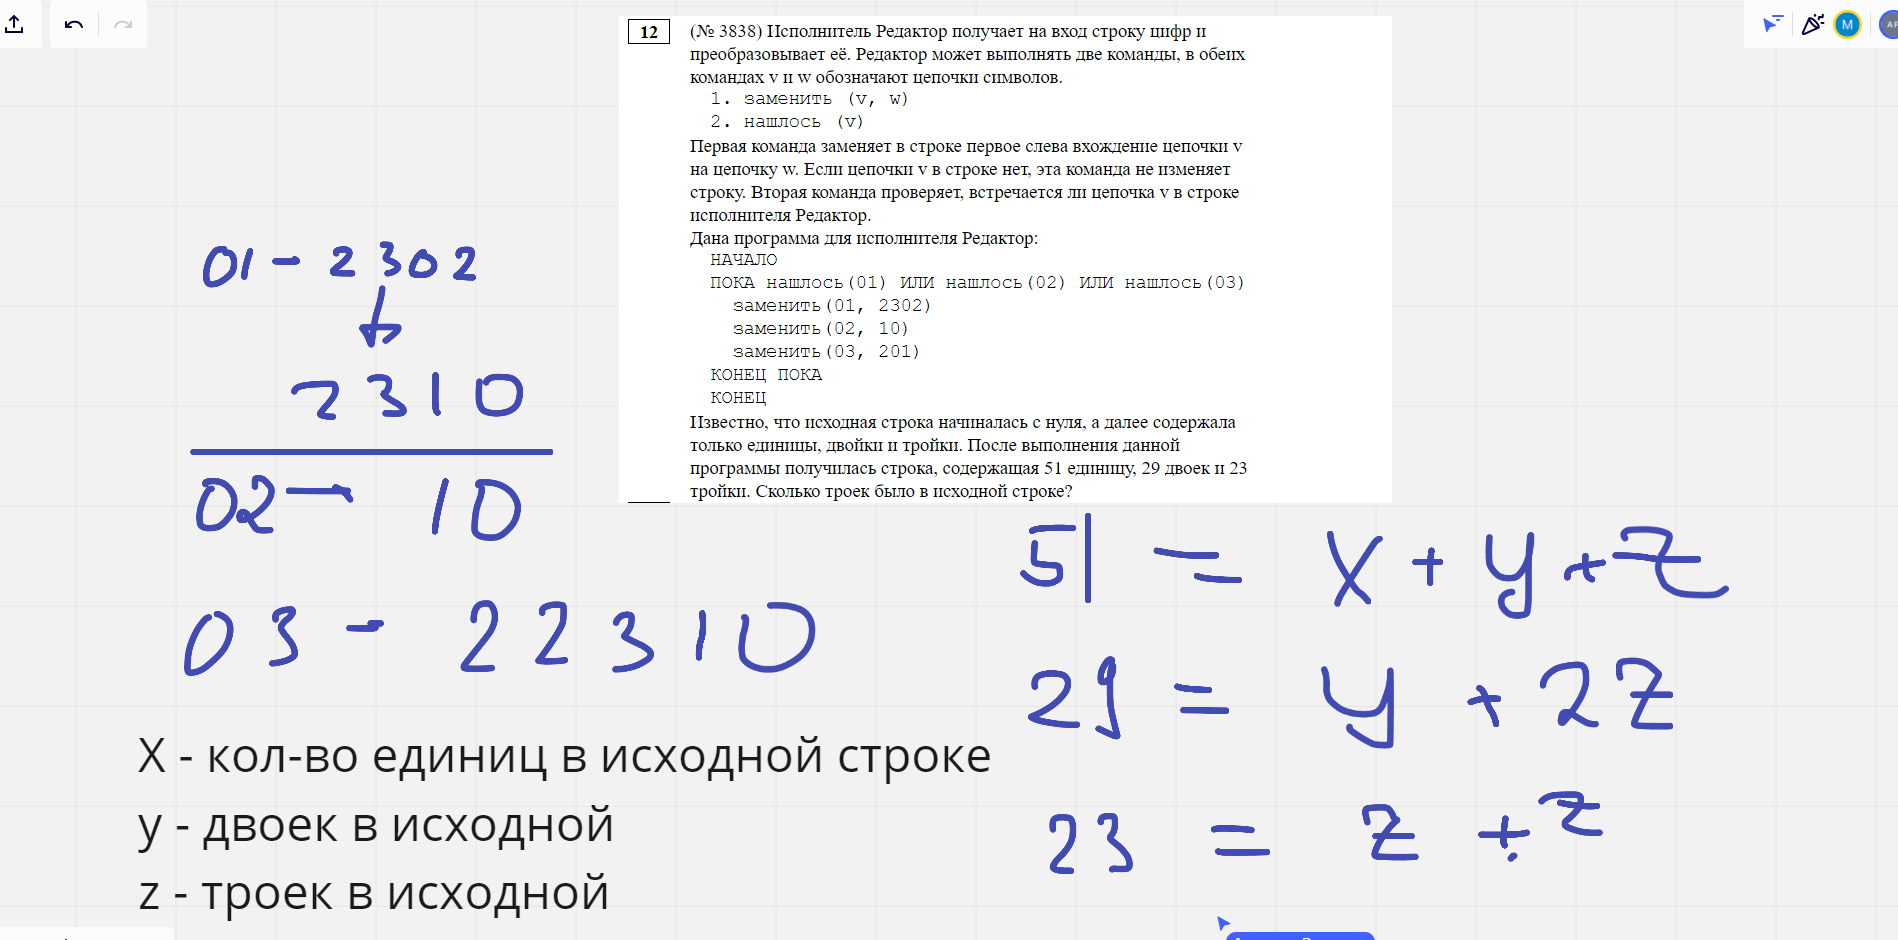 12
(№ 3838) Исполнитель Редактор получает на вход строку цифр и
преобразовывает её. Редактор может выполнять две команды, в обеих
командах v и w обозначают цепочки символов.
1. заменить (v, w)
2. нашлось (v)
Первая команда заменяет в строке первое слева вхождение цепочки v
на цепочку w. Если цепочки v в строке нет, эта команда не изменяет
строку. Вторая команда проверяет, встречается ли цепочка v в строке
исполнителя Редактор.
Дана программа для исполнителя Редактор:
НАЧАЛО
ПОКА нашлось(01) ИЛИ нашлось(02) ИЛИ нашлось(03)
заменить(01, 2302)
заменить(02, 10)
заменить(03, 201)
КОНЕЦ ПОКА
КОНЕЦ
Известно, что исходная строка начиналась с нуля, а далее содержала
только единицы, двойки и тройки. После выполнения данной
программы получилась строка, содержащая 51 единицу, 29 двоек и 23
тройки. Сколько троек было в исходной строке?
01 - 2302
2310
02 - 10
03 - 22310
X - кол-во единиц в исходной строке
y - двоек в исходной
z - троек в исходной
51 = x + y + z
29 = y + 2z
23 = z + z
M